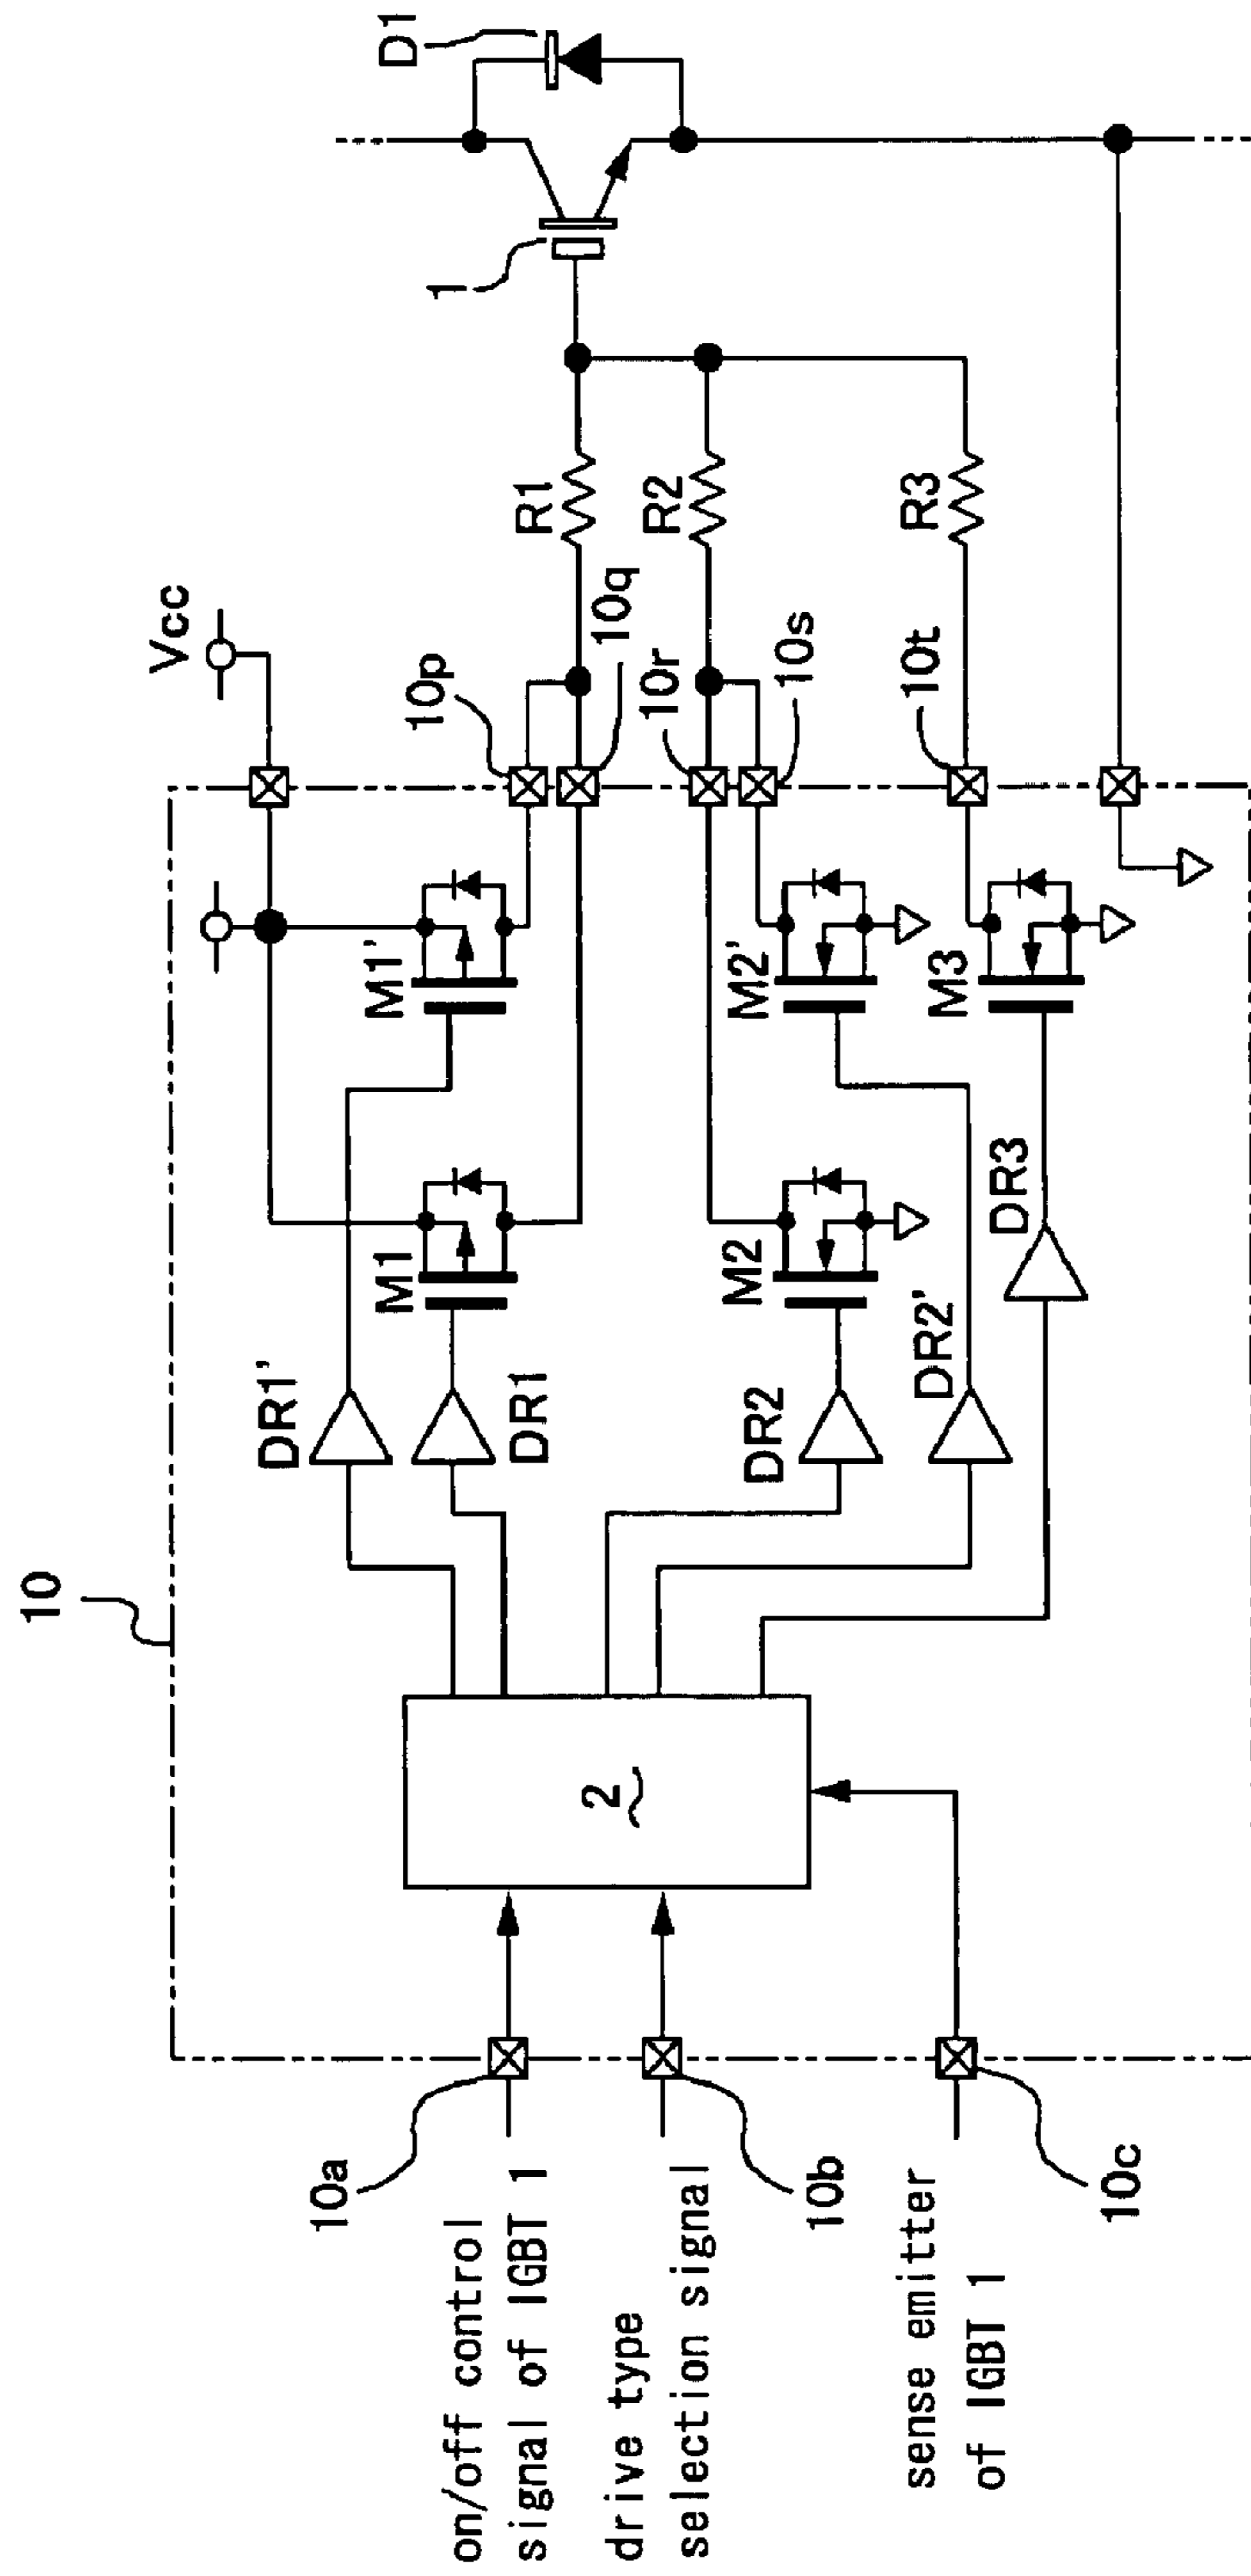 10
Vcc
D1
DR1'
M1'
10p
1
M1
R1
DR1
10q
10a
on/off control
signal of IGBT 1
2
10r
R2
drive type
selection signal
M2
M2'
DR2
10s
10b
DR2'
M3
10t
R3
sense emitter
of IGBT 1
DR3
10c